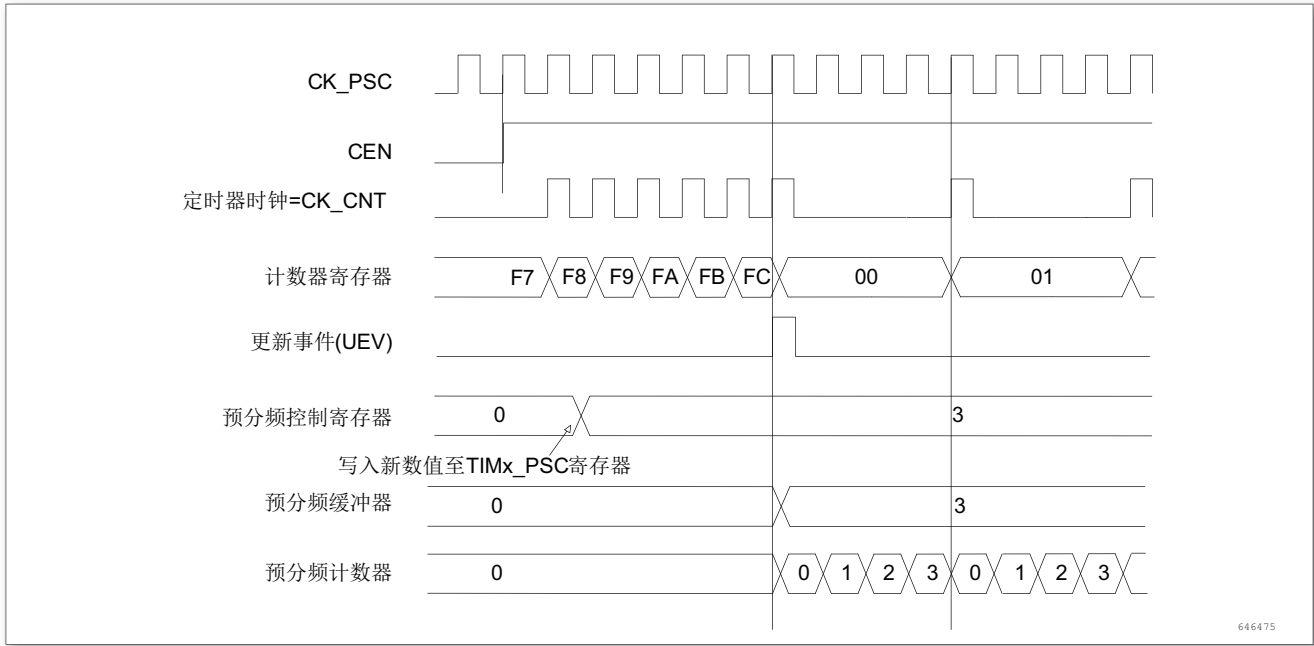 CK_PSC
CEN
定时器时钟=CK_CNT
计数器寄存器 F7 F8 F9 FA FB FC 00 01
更新事件(UEV)
预分频控制寄存器 0 3
写入新数值至TIMx_PSC寄存器
预分频缓冲器 0 3
预分频计数器 0 0 1 2 3 0 1 2 3
646475